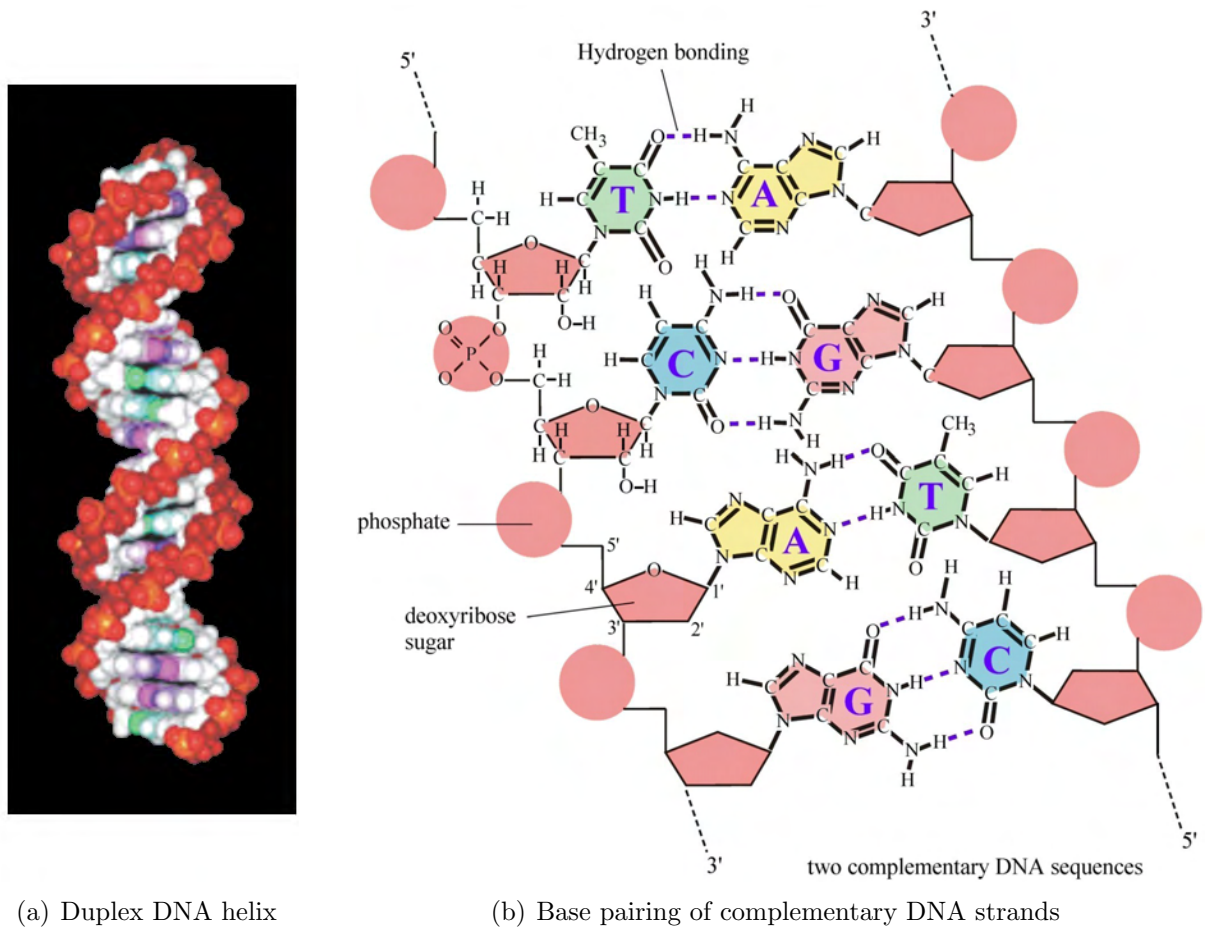 3'
Hydrogen bonding
5'
H
CH₃ O H N N H
C C C C C
H C T N H N A C N
C C N C
H N C C N C
H C H O H
O C
H H H H H
O O H
H N H O N H
C C C C C
O O H C C N H N G C N
P
O H C H N C C N C
O O H N H
H C H H C H H CH₃
C C H N H O C H
O H N C C T C
phosphate H C C C N H N C N
5' C A C O
4' O 1' N C N C H H H
deoxyribose 3' 2' H N C C H
sugar O
N C N C C
H C C G N H N C N
N C N C O
N H
H
5'
3'
two complementary DNA sequences
(a) Duplex DNA helix
(b) Base pairing of complementary DNA strands